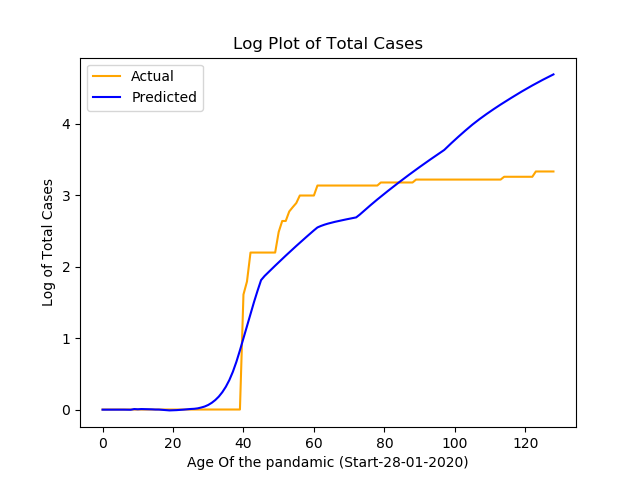 Log Plot of Total Cases
Actual
Predicted
4
3
2
1
0
Log of Total Cases
0 20 40 60 80 100 120
Age Of the pandamic (Start-28-01-2020)